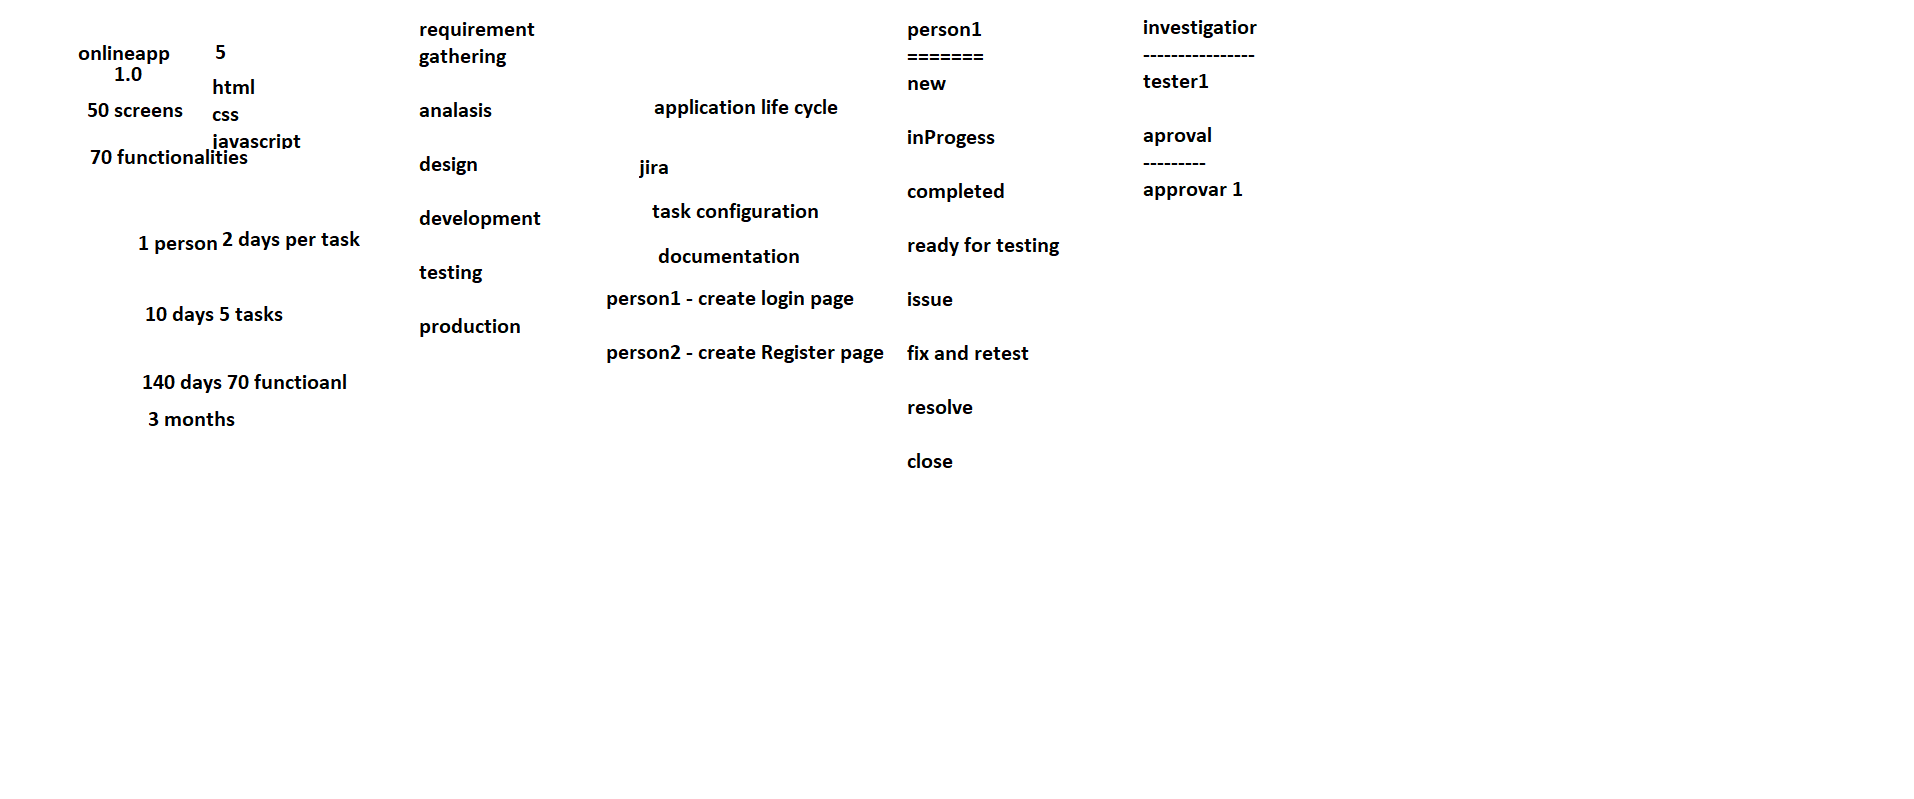 onlineapp
1.0
50 screens
70 functionalities
5
html
css
javascript
1 person
2 days per task
10 days 5 tasks
140 days 70 functioanl
3 months
requirement
gathering
analasis
design
development
testing
production
application life cycle
jira
task configuration
documentation
person1 - create login page
person2 - create Register page
person1
=======
new
inProgess
completed
ready for testing
issue
fix and retest
resolve
close
investigatior
----------------
tester1
aproval
---------
approvar 1